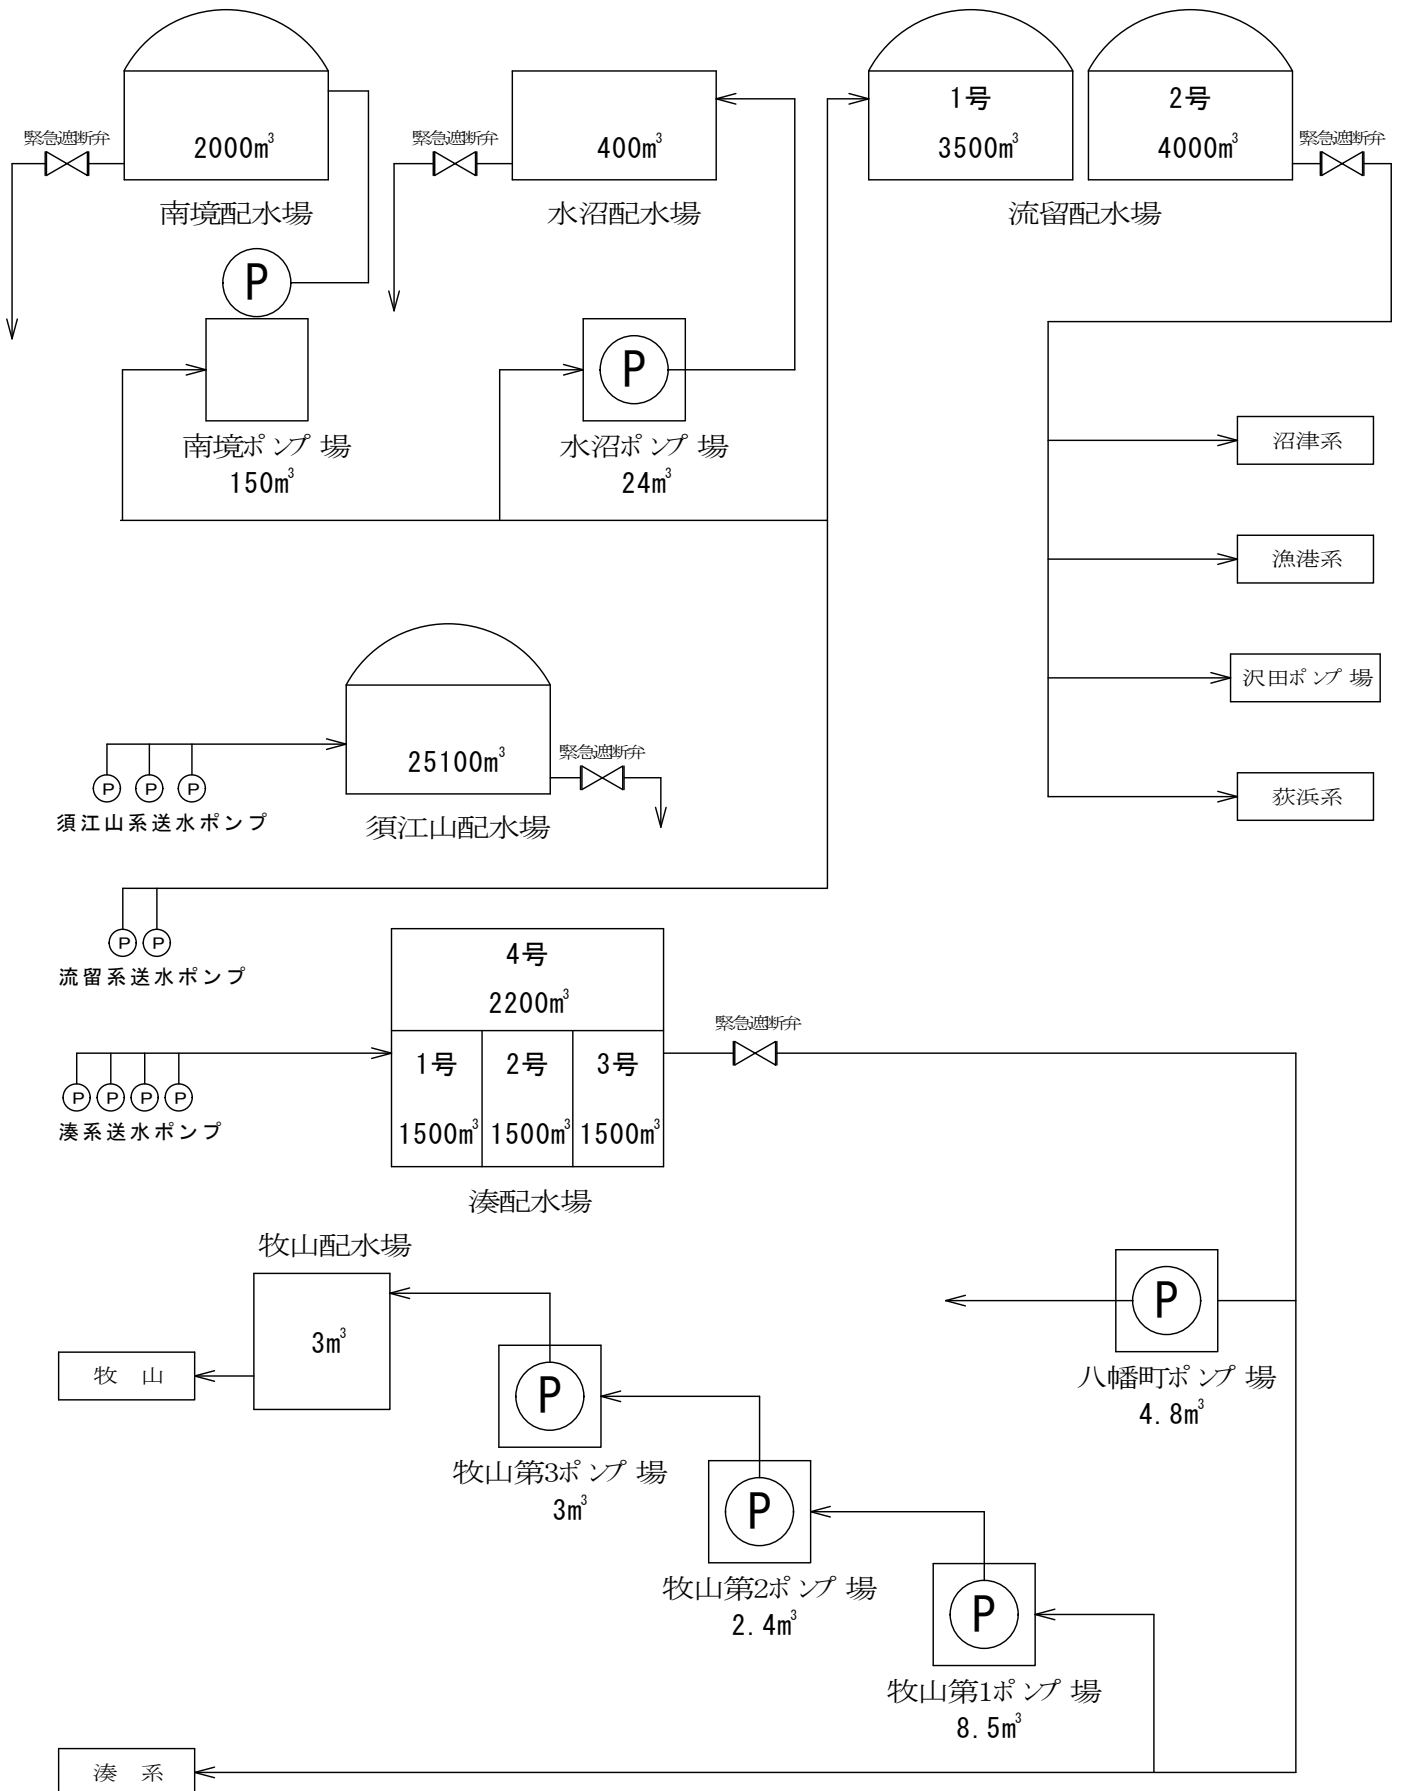 1号
2号
緊急遮断弁
2000m³
緊急遮断弁
400m³
3500m³
4000m³
緊急遮断弁
南境配水場
水沼配水場
流留配水場
P
P
南境ポンプ場
150m³
水沼ポンプ場
24m³
沼津系
漁港系
沢田ポンプ場
荻浜系
25100m³
緊急遮断弁
P P P
須江山系送水ポンプ
須江山配水場
P P
流留系送水ポンプ
4号
2200m³
緊急遮断弁
1号
2号
3号
1500m³
1500m³
1500m³
P P P P
湊系送水ポンプ
湊配水場
牧山配水場
3m³
牧 山
P
八幡町ポンプ場
4.8m³
P
牧山第3ポンプ場
3m³
P
牧山第2ポンプ場
2.4m³
P
牧山第1ポンプ場
8.5m³
湊 系